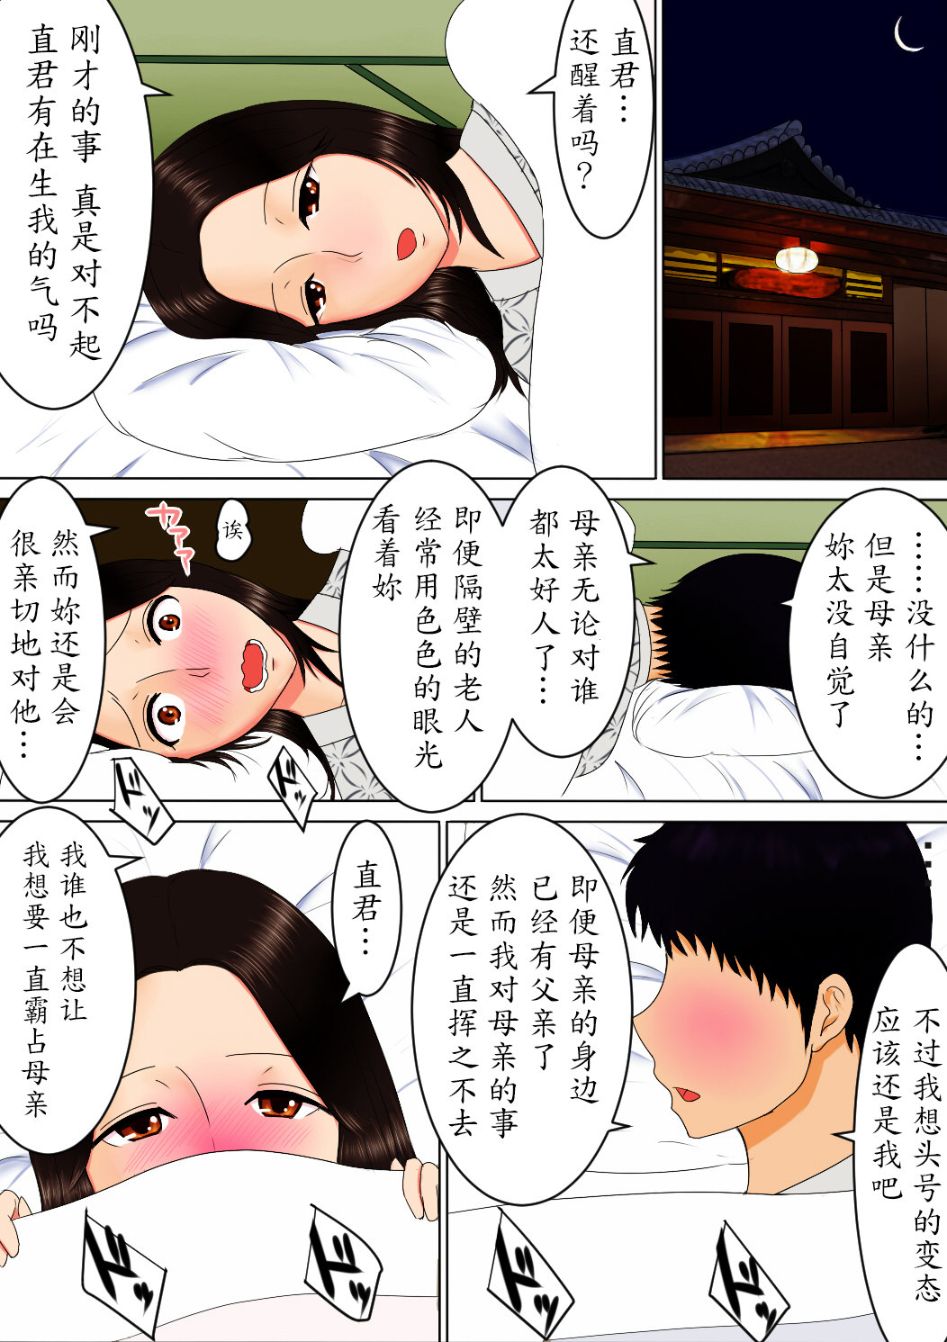 直君…
还醒着吗？
刚才的事 真是对不起
直君有在生我的气吗
……没什么的…
但是母亲
妳太没自觉了
母亲无论对谁
都太好人了…
即便隔壁的老人
经常用色色的眼光
看着妳
诶
カァァァ
然而妳还是会
很亲切地对他…
ドッ
ドッ
……
不过我想头号的变态
应该还是我吧
即便母亲的身边
已经有父亲了
然而我对母亲的事
还是一直挥之不去
ドッ
ドッ
直君…
我谁也不想让
我想要一直霸占母亲
ドッ
ドッ